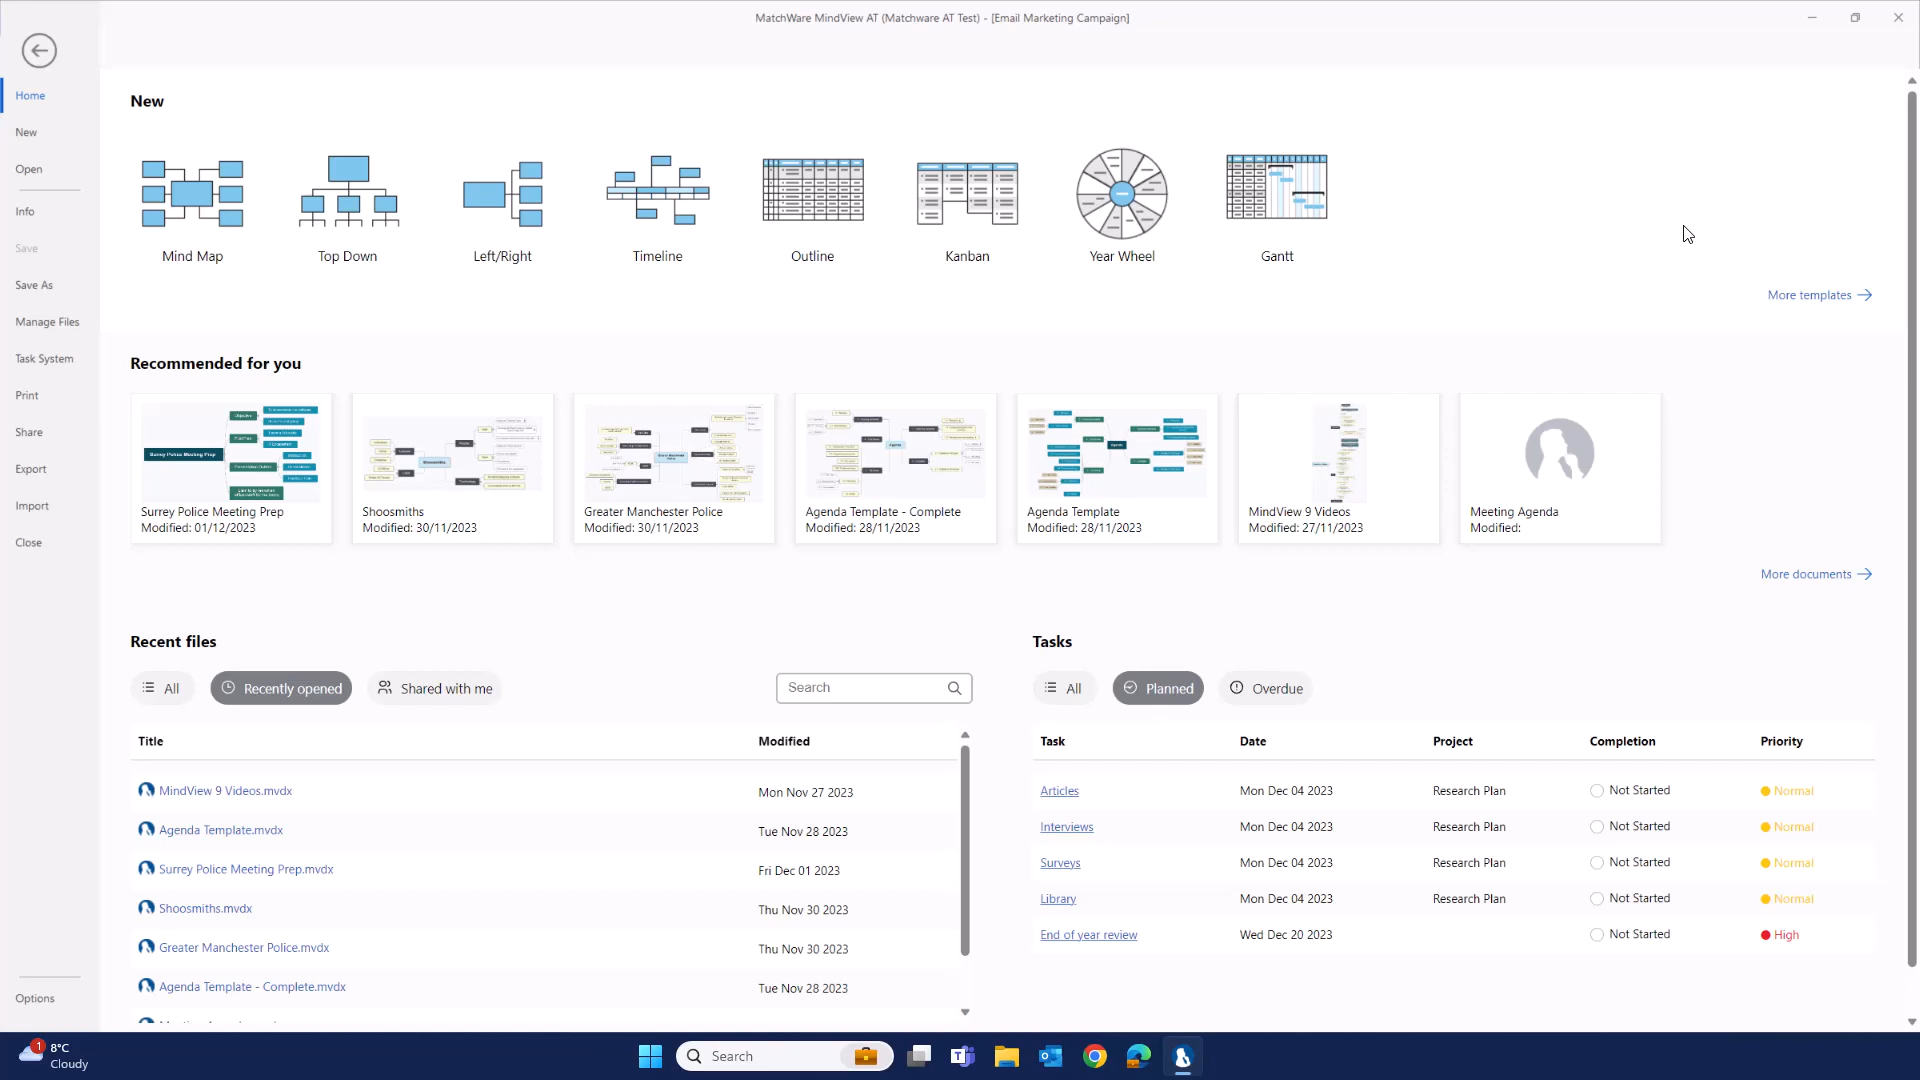 MatchWare MindView AT (Matchware AT Test) - [Email Marketing Campaign]
Home
New
Open
Info
Save
Save As
Manage Files
Task System
Print
Share
Export
Import
Close
Options
New
Mind Map
Top Down
Left/Right
Timeline
Outline
Kanban
Year Wheel
Gantt
More templates
Recommended for you
Surrey Police Meeting Prep
Surrey Police Meeting Prep
Modified: 01/12/2023
Shoosmiths
Modified: 30/11/2023
Greater Manchester Police
Modified: 30/11/2023
Agenda Template - Complete
Modified: 28/11/2023
Agenda Template
Modified: 28/11/2023
MindView 9 Videos
Modified: 27/11/2023
Meeting Agenda
Modified:
More documents
Recent files
All
Recently opened
Shared with me
Search
Title Modified
MindView 9 Videos.mvdx Mon Nov 27 2023
Agenda Template.mvdx Tue Nov 28 2023
Surrey Police Meeting Prep.mvdx Fri Dec 01 2023
Shoosmiths.mvdx Thu Nov 30 2023
Greater Manchester Police.mvdx Thu Nov 30 2023
Agenda Template - Complete.mvdx Tue Nov 28 2023
Tasks
All
Planned
Overdue
Task Date Project Completion Priority
Articles Mon Dec 04 2023 Research Plan Not Started Normal
Interviews Mon Dec 04 2023 Research Plan Not Started Normal
Surveys Mon Dec 04 2023 Research Plan Not Started Normal
Library Mon Dec 04 2023 Research Plan Not Started Normal
End of year review Wed Dec 20 2023 Not Started High
1
8°C
Cloudy
Search